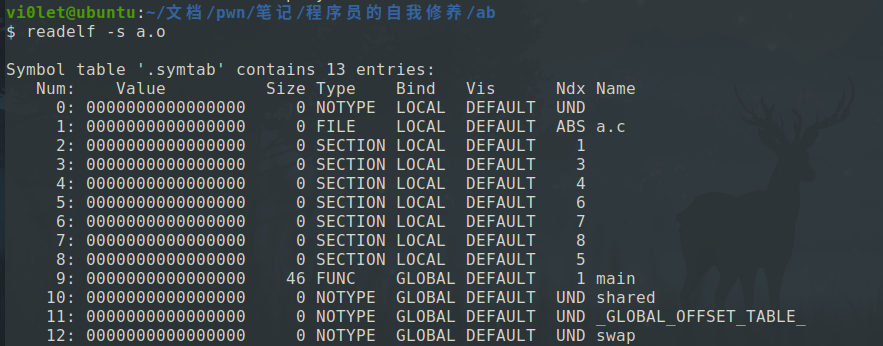 vi0let@ubuntu:~/文档/pwn/笔记/程序员的自我修养/ab
$ readelf -s a.o
Symbol table '.symtab' contains 13 entries:
Num: Value Size Type Bind Vis Ndx Name
0: 0000000000000000 0 NOTYPE LOCAL DEFAULT UND
1: 0000000000000000 0 FILE LOCAL DEFAULT ABS a.c
2: 0000000000000000 0 SECTION LOCAL DEFAULT 1
3: 0000000000000000 0 SECTION LOCAL DEFAULT 3
4: 0000000000000000 0 SECTION LOCAL DEFAULT 4
5: 0000000000000000 0 SECTION LOCAL DEFAULT 6
6: 0000000000000000 0 SECTION LOCAL DEFAULT 7
7: 0000000000000000 0 SECTION LOCAL DEFAULT 8
8: 0000000000000000 0 SECTION LOCAL DEFAULT 5
9: 0000000000000000 46 FUNC GLOBAL DEFAULT 1 main
10: 0000000000000000 0 NOTYPE GLOBAL DEFAULT UND shared
11: 0000000000000000 0 NOTYPE GLOBAL DEFAULT UND _GLOBAL_OFFSET_TABLE_
12: 0000000000000000 0 NOTYPE GLOBAL DEFAULT UND swap